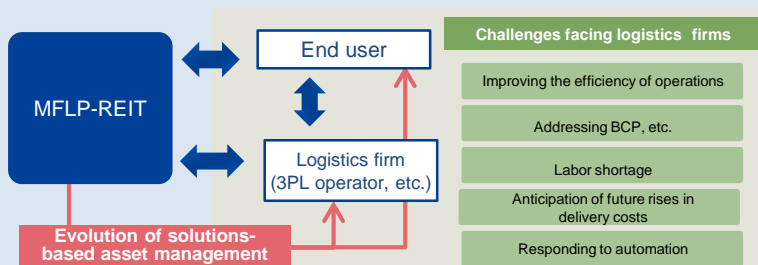 MFLP-REIT
End user
Logistics firm
(3PL operator, etc.)
Evolution of solutions-
based asset management
Challenges facing logistics firms
Improving the efficiency of operations
Addressing BCP, etc.
Labor shortage
Anticipation of future rises in
delivery costs
Responding to automation